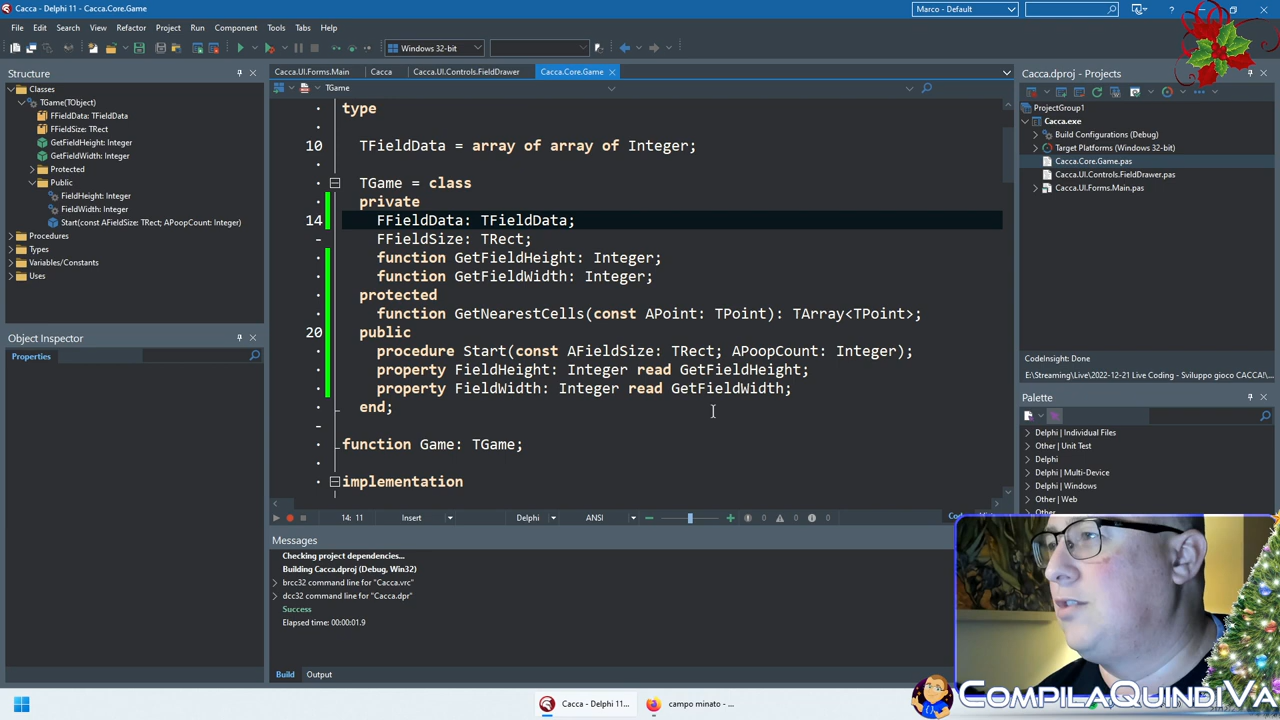 Cacca - Delphi 11 - Cacca.Core.Game
Marco - Default
File Edit Search View Refactor Project Run Component Tools Tabs Help
Windows 32-bit
Structure
Classes
TGame(TObject)
FFieldData: TFieldData
FFieldSize: TRect
GetFieldHeight: Integer
GetFieldWidth: Integer
Protected
Public
FieldHeight: Integer
FieldWidth: Integer
Start(const AFieldSize: TRect; APoopCount: Integer)
Procedures
Types
Variables/Constants
Uses
Object Inspector
Properties
Cacca.UI.Forms.Main Cacca Cacca.UI.Controls.FieldDrawer Cacca.Core.Game
TGame
type
10 TFieldData = array of array of Integer;
TGame = class
private
14 FFieldData: TFieldData;
FFieldSize: TRect;
function GetFieldHeight: Integer;
function GetFieldWidth: Integer;
protected
function GetNearestCells(const APoint: TPoint): TArray<TPoint>;
20 public
procedure Start(const AFieldSize: TRect; APoopCount: Integer);
property FieldHeight: Integer read GetFieldHeight;
property FieldWidth: Integer read GetFieldWidth;
end;
function Game: TGame;
implementation
14: 11 Insert Delphi ANSI 0 0 0
Messages
Checking project dependencies...
Building Cacca.dproj (Debug, Win32)
brcc32 command line for "Cacca.vrc"
dcc32 command line for "Cacca.dpr"
Success
Elapsed time: 00:00:01.9
Build Output
Cacca.dproj - Projects
ProjectGroup1
Cacca.exe
Build Configurations (Debug)
Target Platforms (Windows 32-bit)
Cacca.Core.Game.pas
Cacca.UI.Controls.FieldDrawer.pas
Cacca.UI.Forms.Main.pas
CodeInsight: Done
E:\Streaming\Live\2022-12-21 Live Coding - Sviluppo gioco CACCA!\...
Palette
Delphi | Individual Files
Other | Unit Test
Delphi
Delphi | Multi-Device
Delphi | Windows
Other | Web
Other
Cacca - Delphi 11... campo minato - ...
COMPILAQUINDIVA